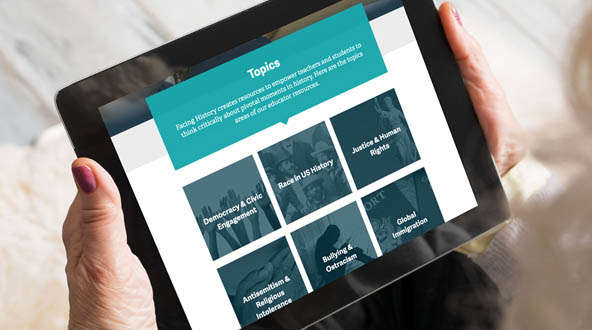 Topics
Facing History creates resources to empower teachers and students to
think critically about pivotal moments in history. Here are the topics
areas of our educator resources.
Democracy & Civic
Engagement
Race in US History
Justice & Human
Rights
Antisemitism &
Religious
Intolerance
Bullying &
Ostracism
Global
Immigration